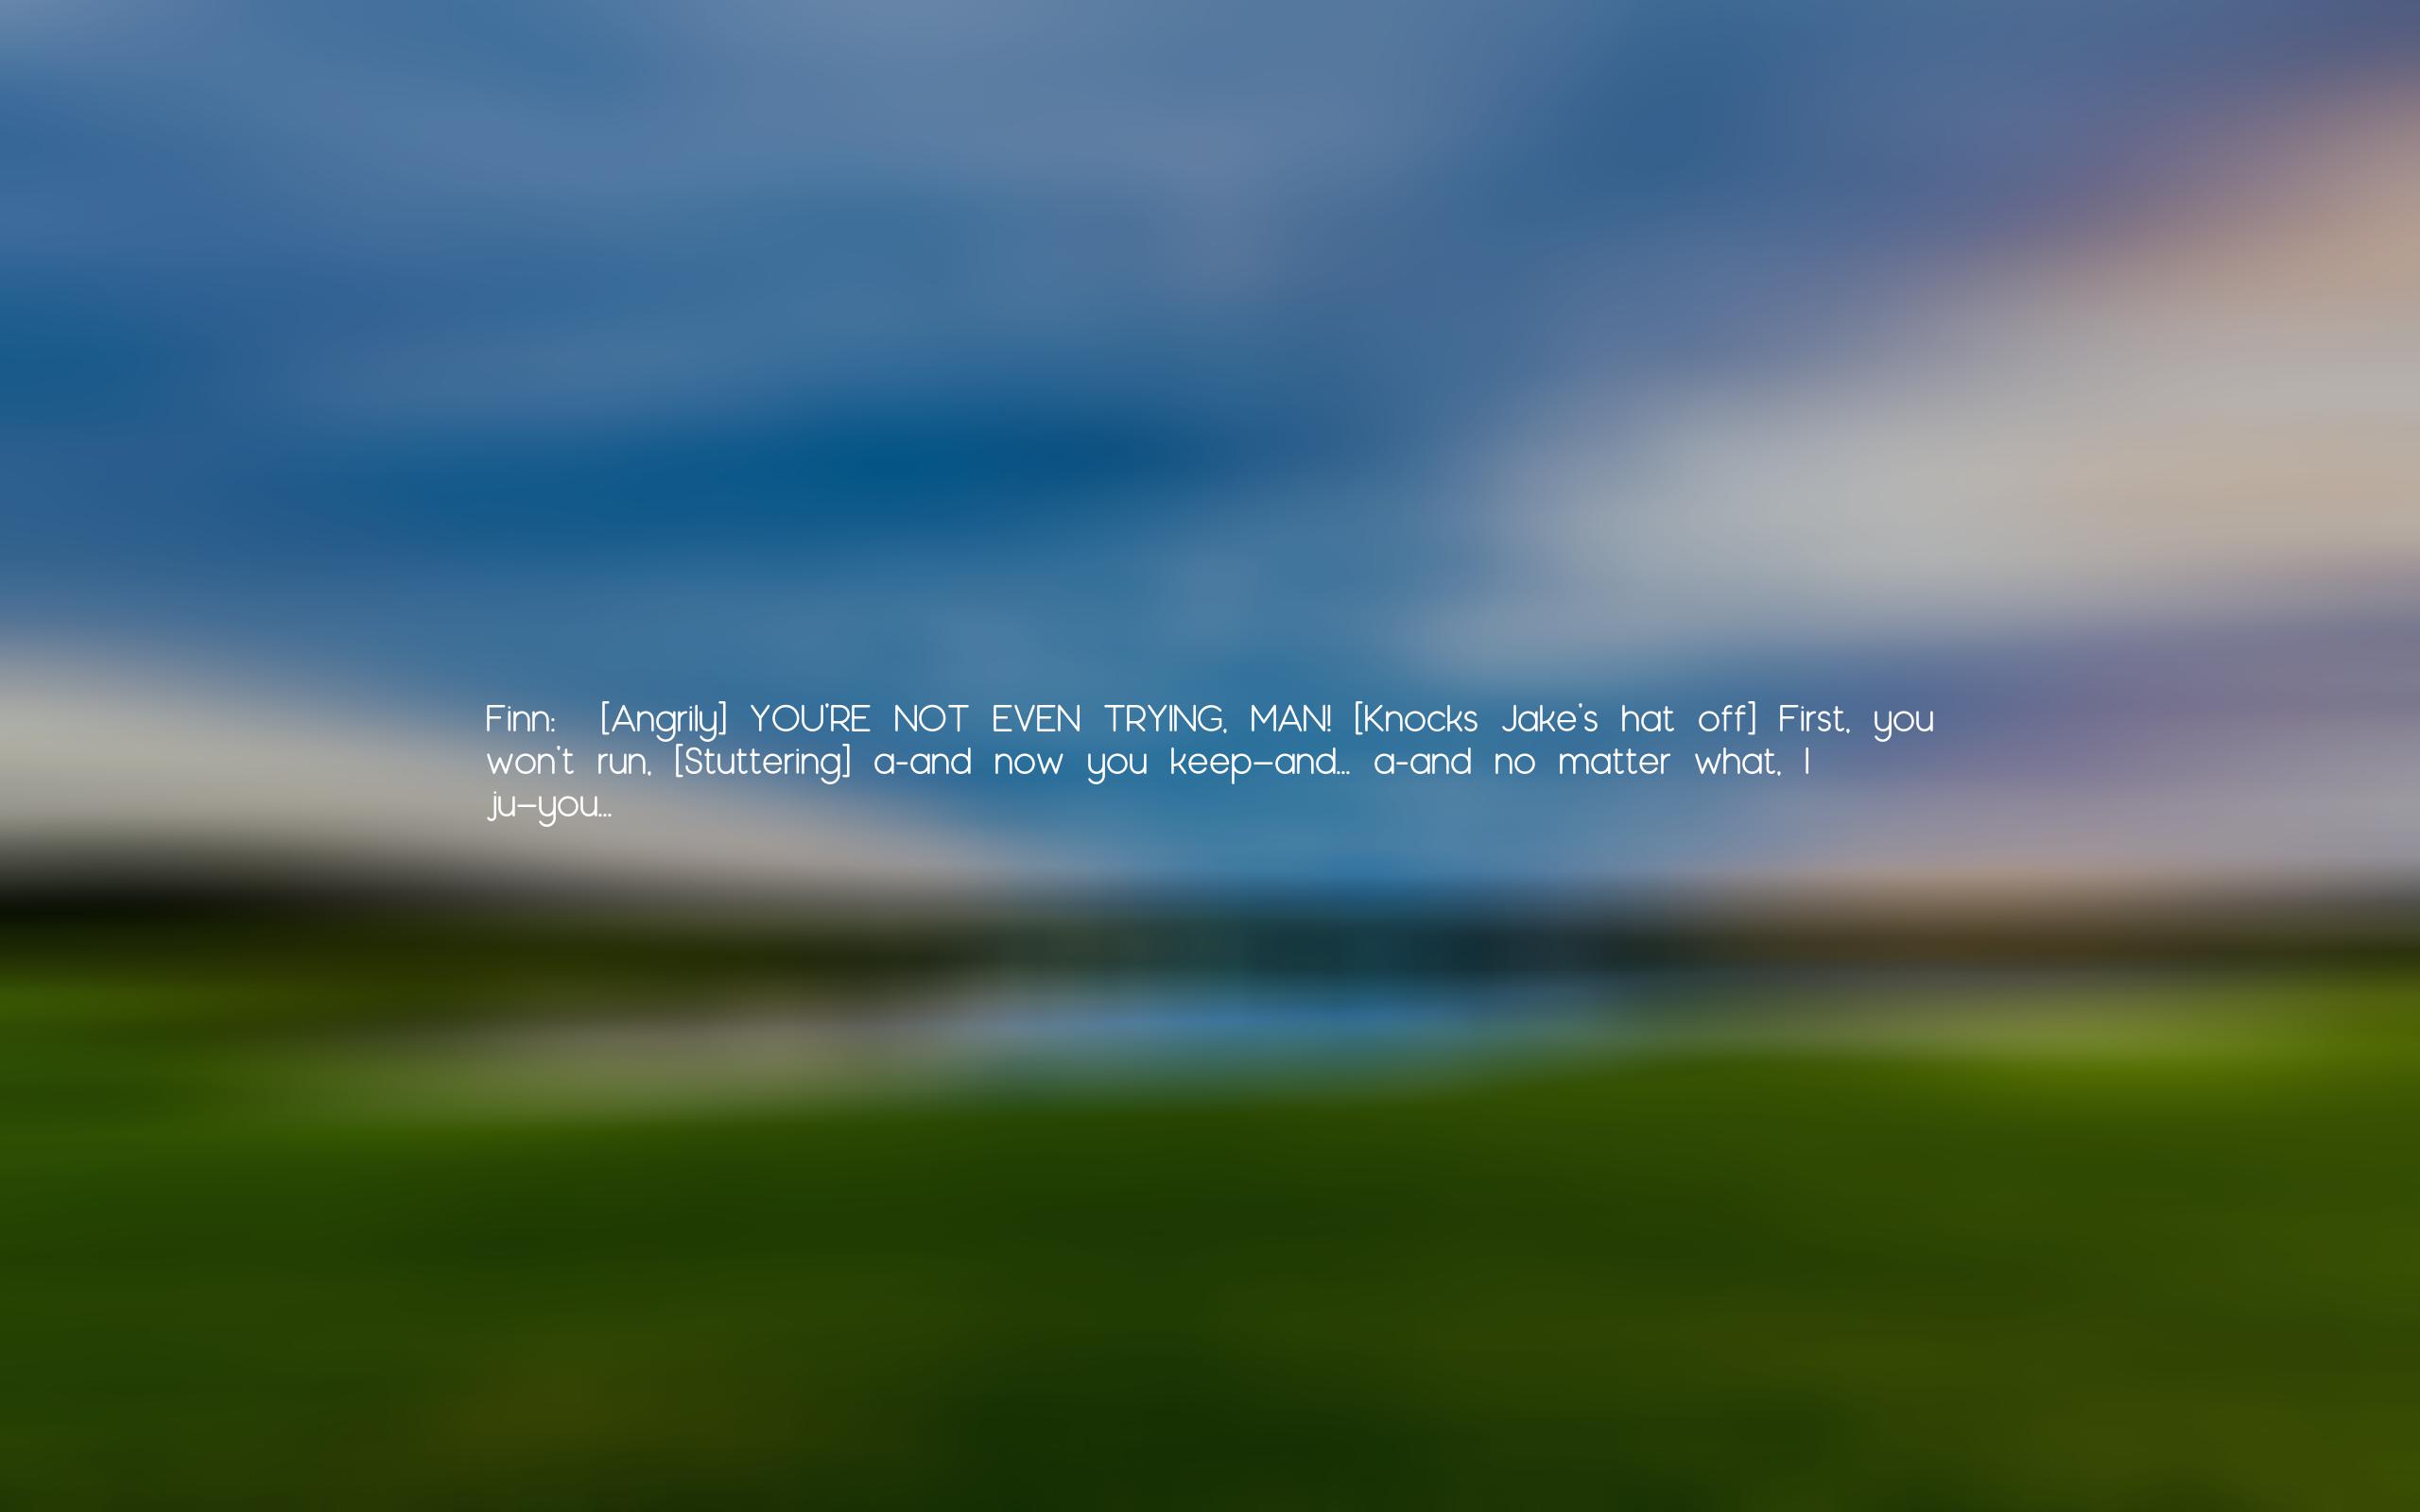 Finn: [Angrily] YOU'RE NOT EVEN TRYING, MAN! [Knocks Jake's hat off] First, you
won't run, [Stuttering] a-and now you keep—and... a-and no matter what, I
ju—you...